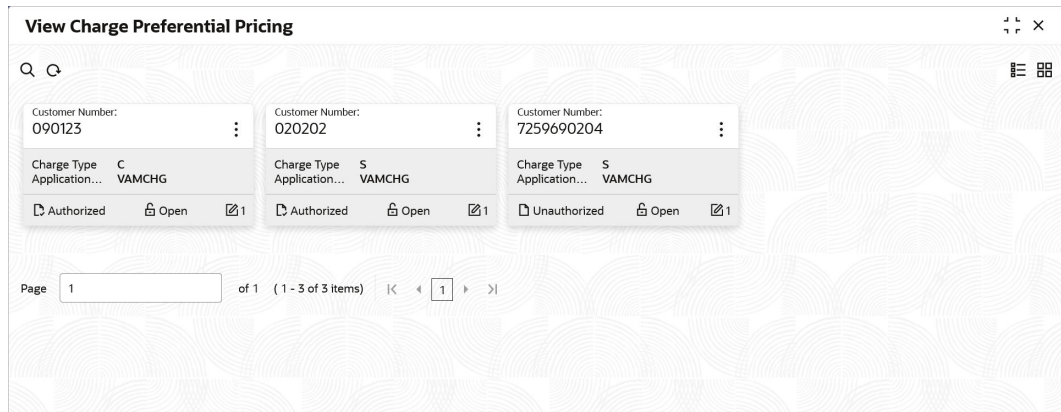 View Charge Preferential Pricing
Customer Number:
090123
Charge Type C
Application... VAMCHG
Authorized Open 1
Customer Number:
020202
Charge Type S
Application... VAMCHG
Authorized Open 1
Customer Number:
7259690204
Charge Type S
Application... VAMCHG
Unauthorized Open 1
Page 1 of 1 ( 1 - 3 of 3 items) 1